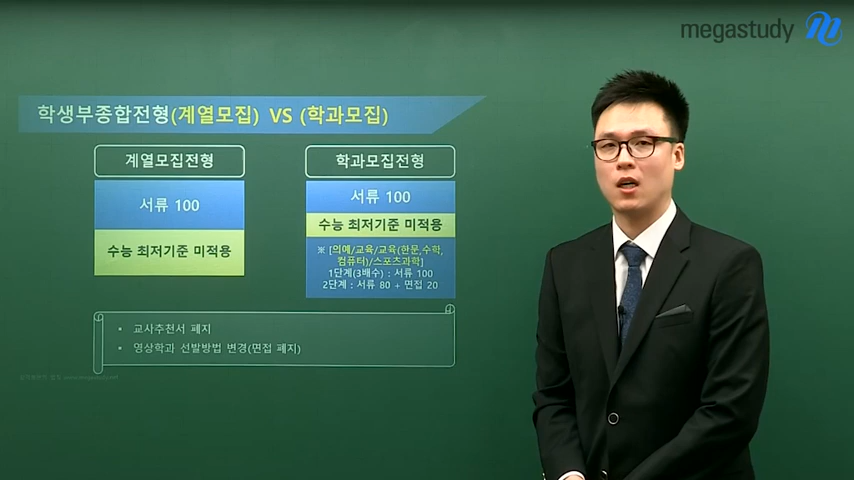 megastudy
학생부종합전형(계열모집) VS (학과모집)
계열모집전형
서류 100
수능 최저기준 미적용
학과모집전형
서류 100
수능 최저기준 미적용
※ [의예/교육/교육(한문,수학,
컴퓨터)/스포츠과학]
1단계(3배수) : 서류 100
2단계 : 서류 80 + 면접 20
• 교사추천서 폐지
• 영상학과 선발방법 변경(면접 폐지)